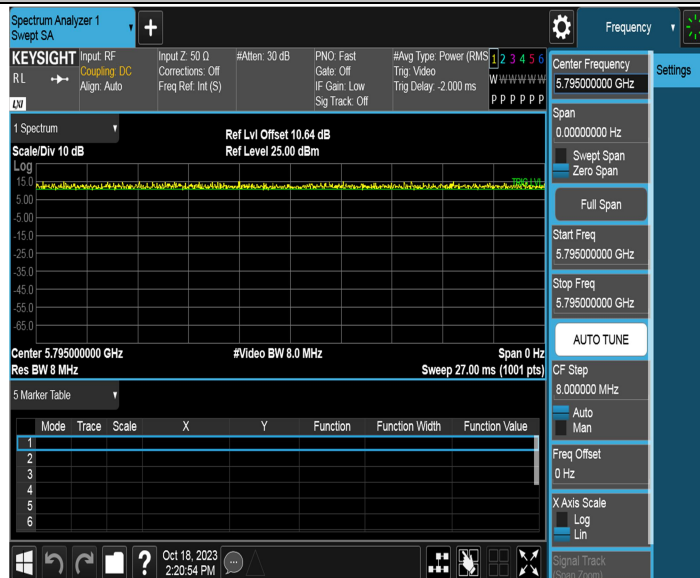 Spectrum Analyzer 1
Swept SA
Frequency
KEYSIGHT
RL
LXI
Input: RF
Coupling: DC
Align: Auto
Input Z: 50 Ω
Corrections: Off
Freq Ref: Int (S)
#Atten: 30 dB
PNO: Fast
Gate: Off
IF Gain: Low
Sig Track: Off
#Avg Type: Power (RMS
Trig: Video
Trig Delay: -2.000 ms
1 2 3 4 5 6
W W W W W W
P P P P P P
Center Frequency
5.795000000 GHz
Settings
Span
0.00000000 Hz
Swept Span
Zero Span
Full Span
Start Freq
5.795000000 GHz
Stop Freq
5.795000000 GHz
AUTO TUNE
CF Step
8.000000 MHz
Auto
Man
Freq Offset
0 Hz
X Axis Scale
Log
Lin
Signal Track
(Span Zoom)
1 Spectrum
Scale/Div 10 dB
Ref Lvl Offset 10.64 dB
Ref Level 25.00 dBm
Log
15.0
TRIG LVL
5.00
-5.00
-15.0
-25.0
-35.0
-45.0
-55.0
-65.0
Center 5.795000000 GHz
#Video BW 8.0 MHz
Span 0 Hz
Res BW 8 MHz
Sweep 27.00 ms (1001 pts)
5 Marker Table
Mode Trace Scale X Y Function Function Width Function Value
1
2
3
4
5
6
?
Oct 18, 2023
2:20:54 PM